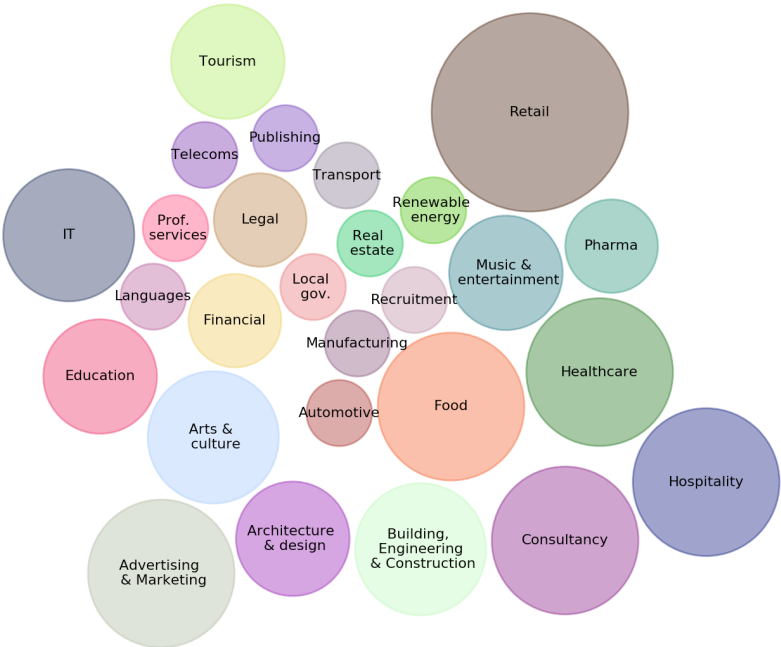 Tourism
Retail
Publishing
Telecoms
Transport
Renewable
energy
Prof.
services
Legal
IT
Real
estate
Pharma
Music &
entertainment
Local
gov.
Languages
Recruitment
Financial
Manufacturing
Healthcare
Education
Food
Automotive
Arts &
culture
Hospitality
Architecture
& design
Building,
Engineering
& Construction
Consultancy
Advertising
& Marketing